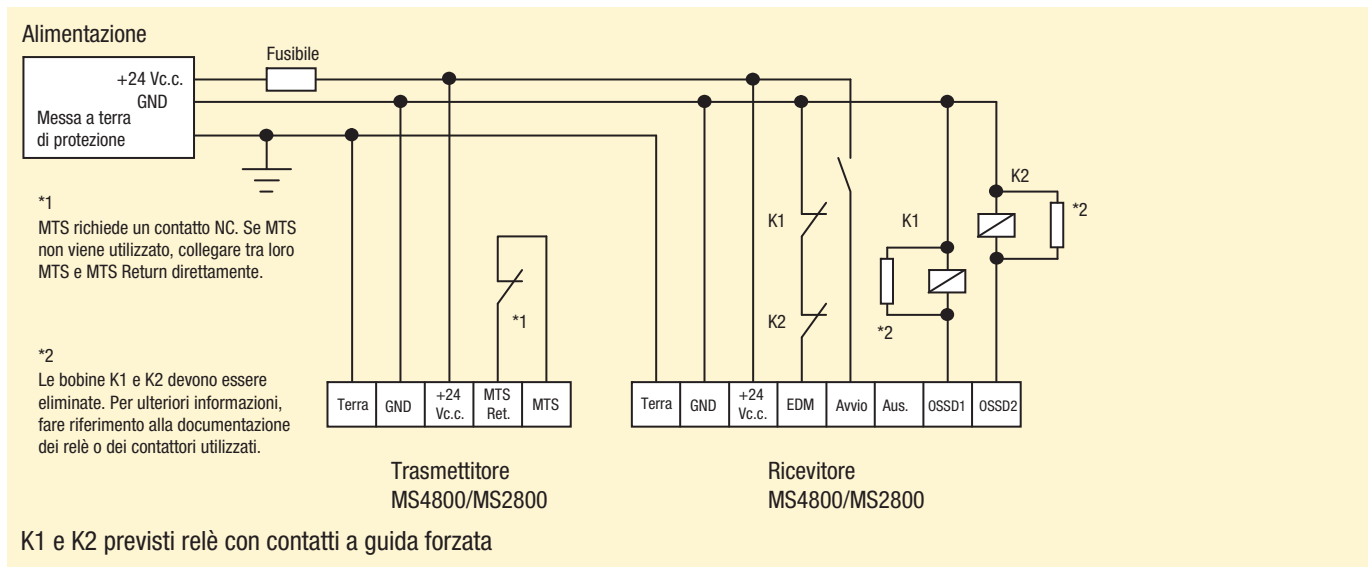 Alimentazione
Fusibile
+24 Vc.c.
GND
Messa a terra
di protezione
*1
MTS richiede un contatto NC. Se MTS
non viene utilizzato, collegare tra loro
MTS e MTS Return direttamente.
*2
Le bobine K1 e K2 devono essere
eliminate. Per ulteriori informazioni,
fare riferimento alla documentazione
dei relè o dei contattori utilizzati.
*1
K1
K2
K1
*2
K2
*2
Terra
GND
+24
Vc.c.
MTS
Ret.
MTS
Terra
GND
+24
Vc.c.
EDM
Avvio
Aus.
OSSD1
OSSD2
Trasmettitore
MS4800/MS2800
Ricevitore
MS4800/MS2800
K1 e K2 previsti relè con contatti a guida forzata